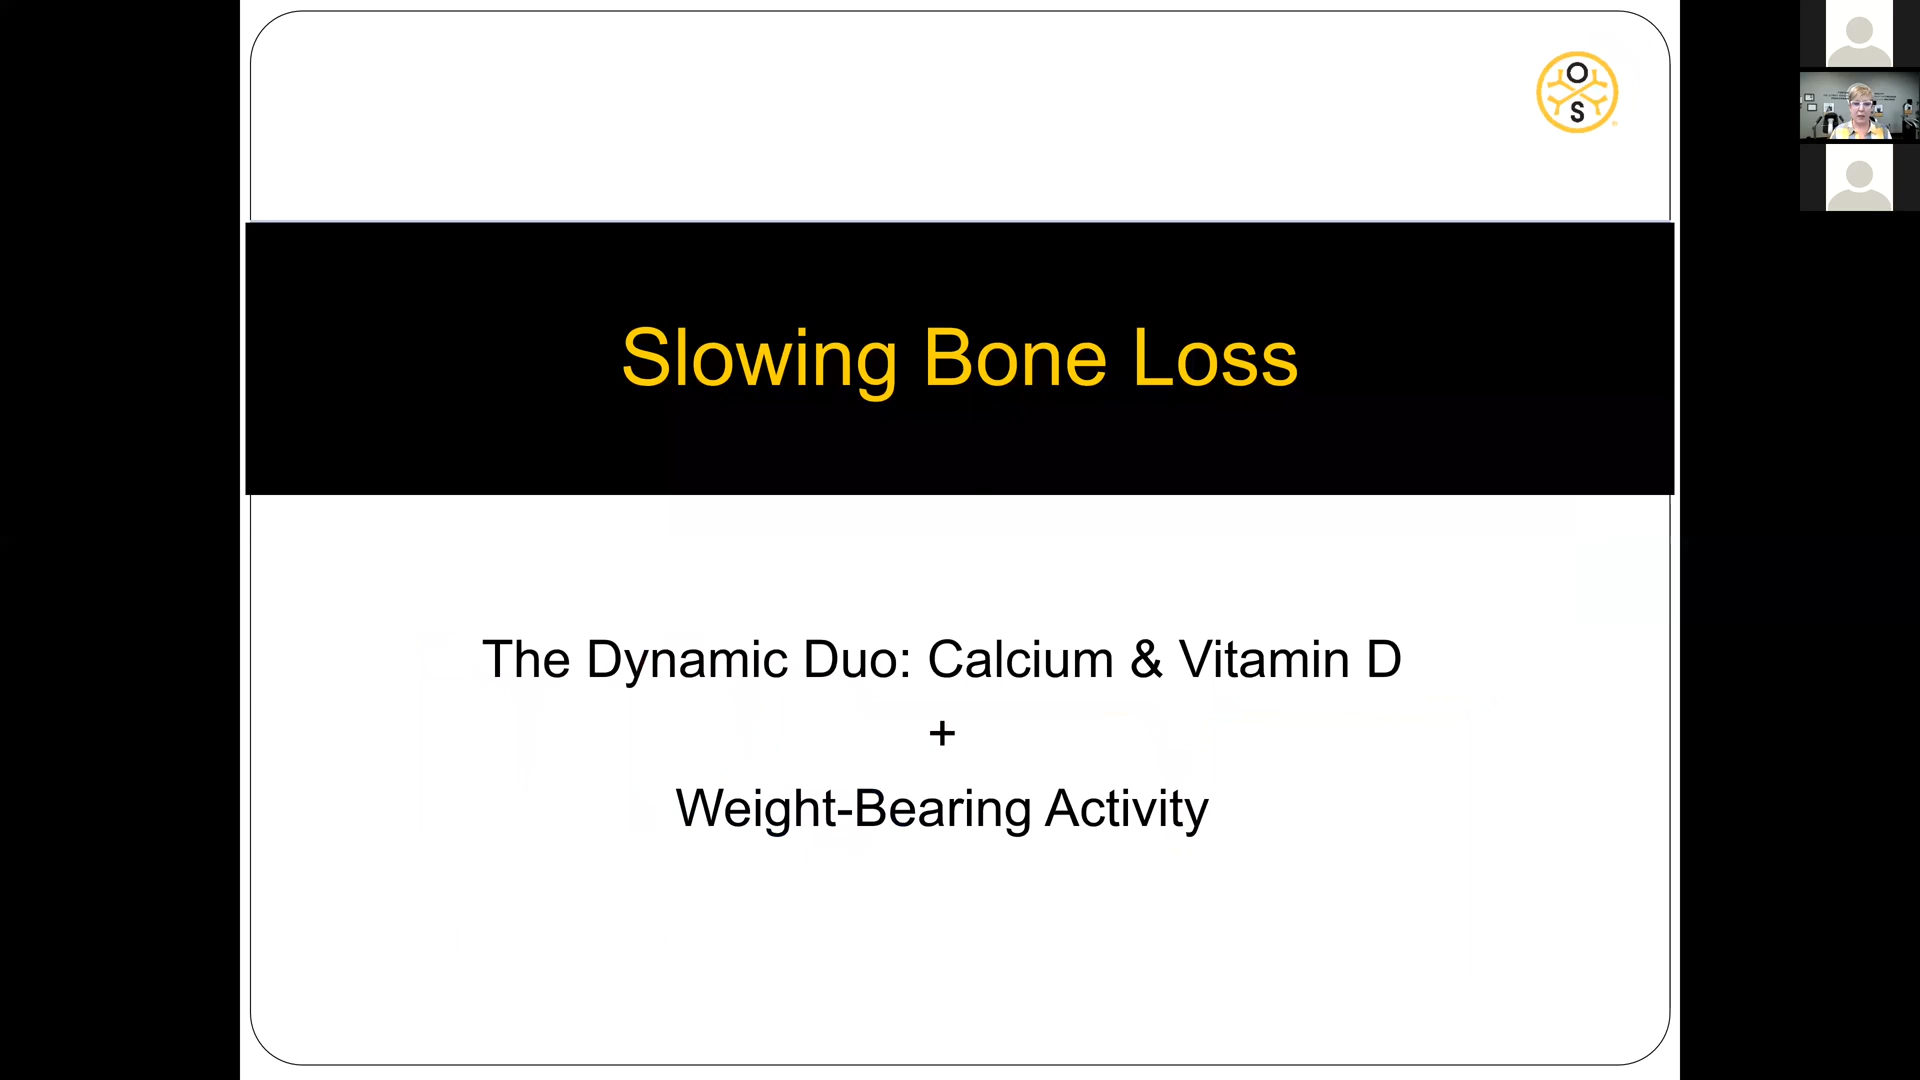 O
S
Slowing Bone Loss
The Dynamic Duo: Calcium & Vitamin D
+
Weight-Bearing Activity